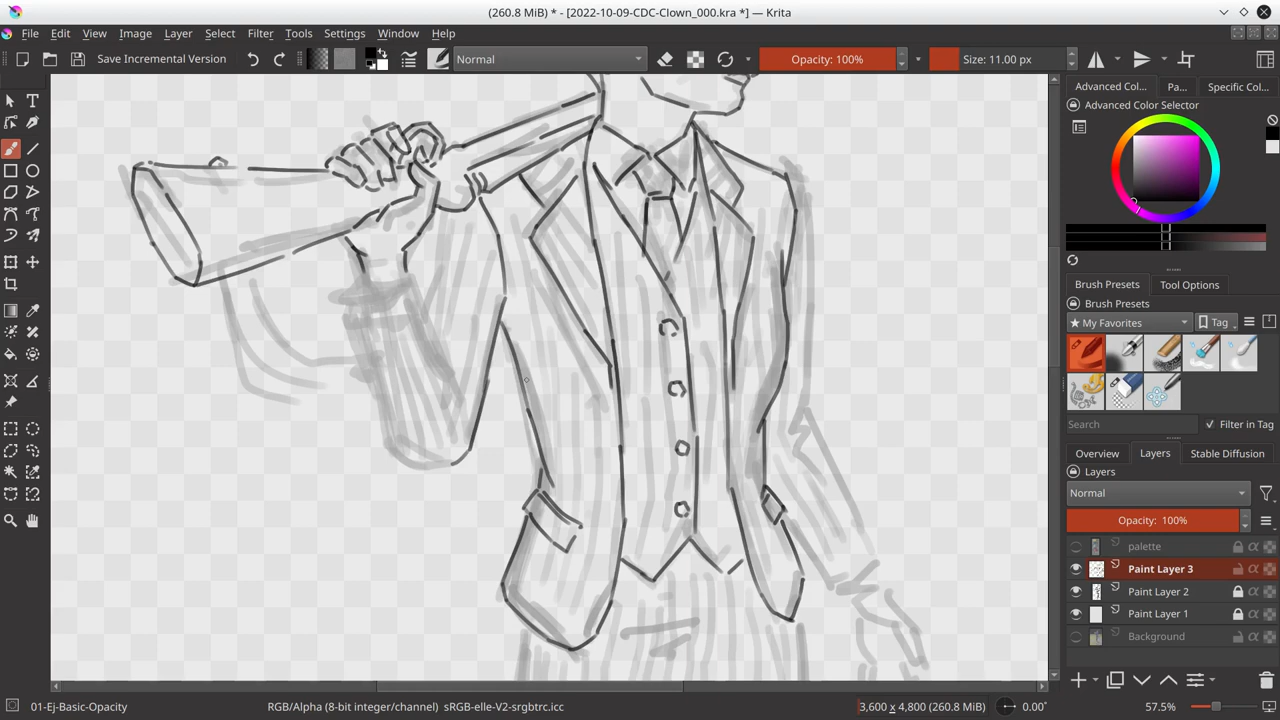 (260.8 MiB) * - [2022-10-09-CDC-Clown_000.kra *] — Krita
File Edit View Image Layer Select Filter Tools Settings Window Help
Save Incremental Version Normal Opacity: 100% Size: 11.00 px
Advanced Col... Pa... Specific Col...
Advanced Color Selector
Brush Presets Tool Options
Brush Presets
★ My Favorites Tag
Search Filter in Tag
Overview Layers Stable Diffusion
Layers
Normal
Opacity: 100%
palette
Paint Layer 3
Paint Layer 2
Paint Layer 1
Background
01-Ej-Basic-Opacity RGB/Alpha (8-bit integer/channel) sRGB-elle-V2-srgbtrc.icc 3,600 x 4,800 (260.8 MiB) 0.00° 57.5%